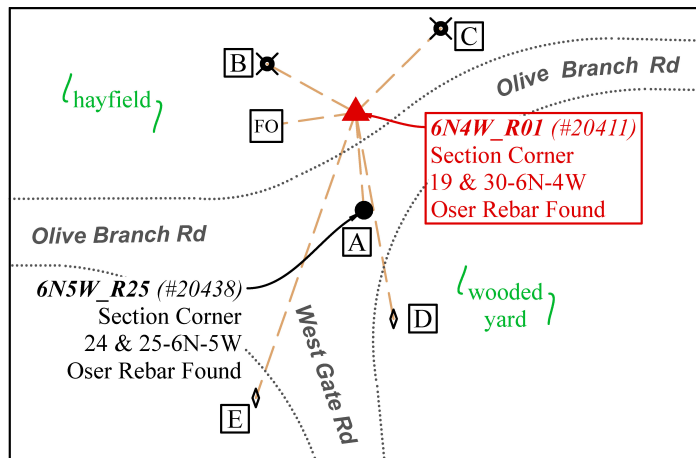 C
B
Olive Branch Rd
hayfield
FO
6N4W_R01 (#20411)
Section Corner
19 & 30-6N-4W
Oser Rebar Found
Olive Branch Rd
A
6N5W_R25 (#20438)
Section Corner
24 & 25-6N-5W
Oser Rebar Found
wooded
yard
D
West Gate Rd
E